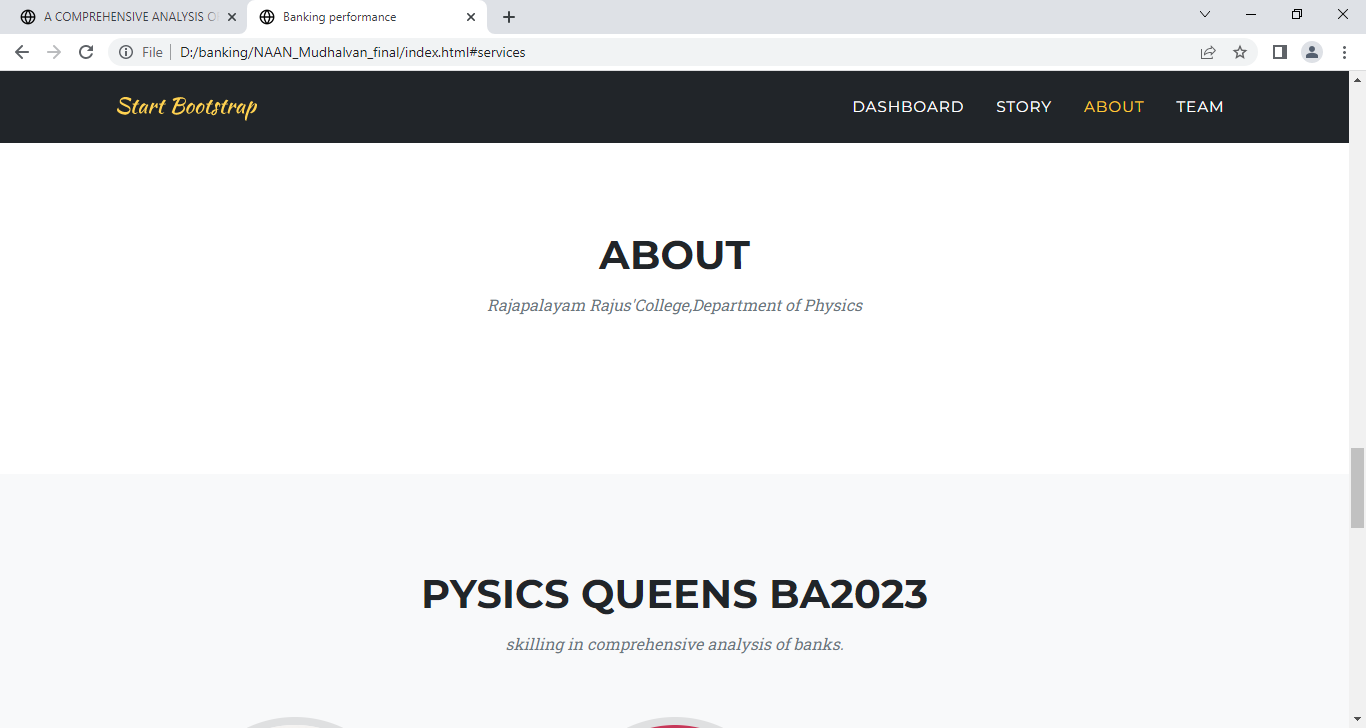 A COMPREHENSIVE ANALYSIS O
Banking performance
File
D:/banking/NAAN_Mudhalvan_final/index.html#services
Start Bootstrap
DASHBOARD STORY ABOUT TEAM
ABOUT
Rajapalayam Rajus'College,Department of Physics
PYSICS QUEENS BA2023
skilling in comprehensive analysis of banks.